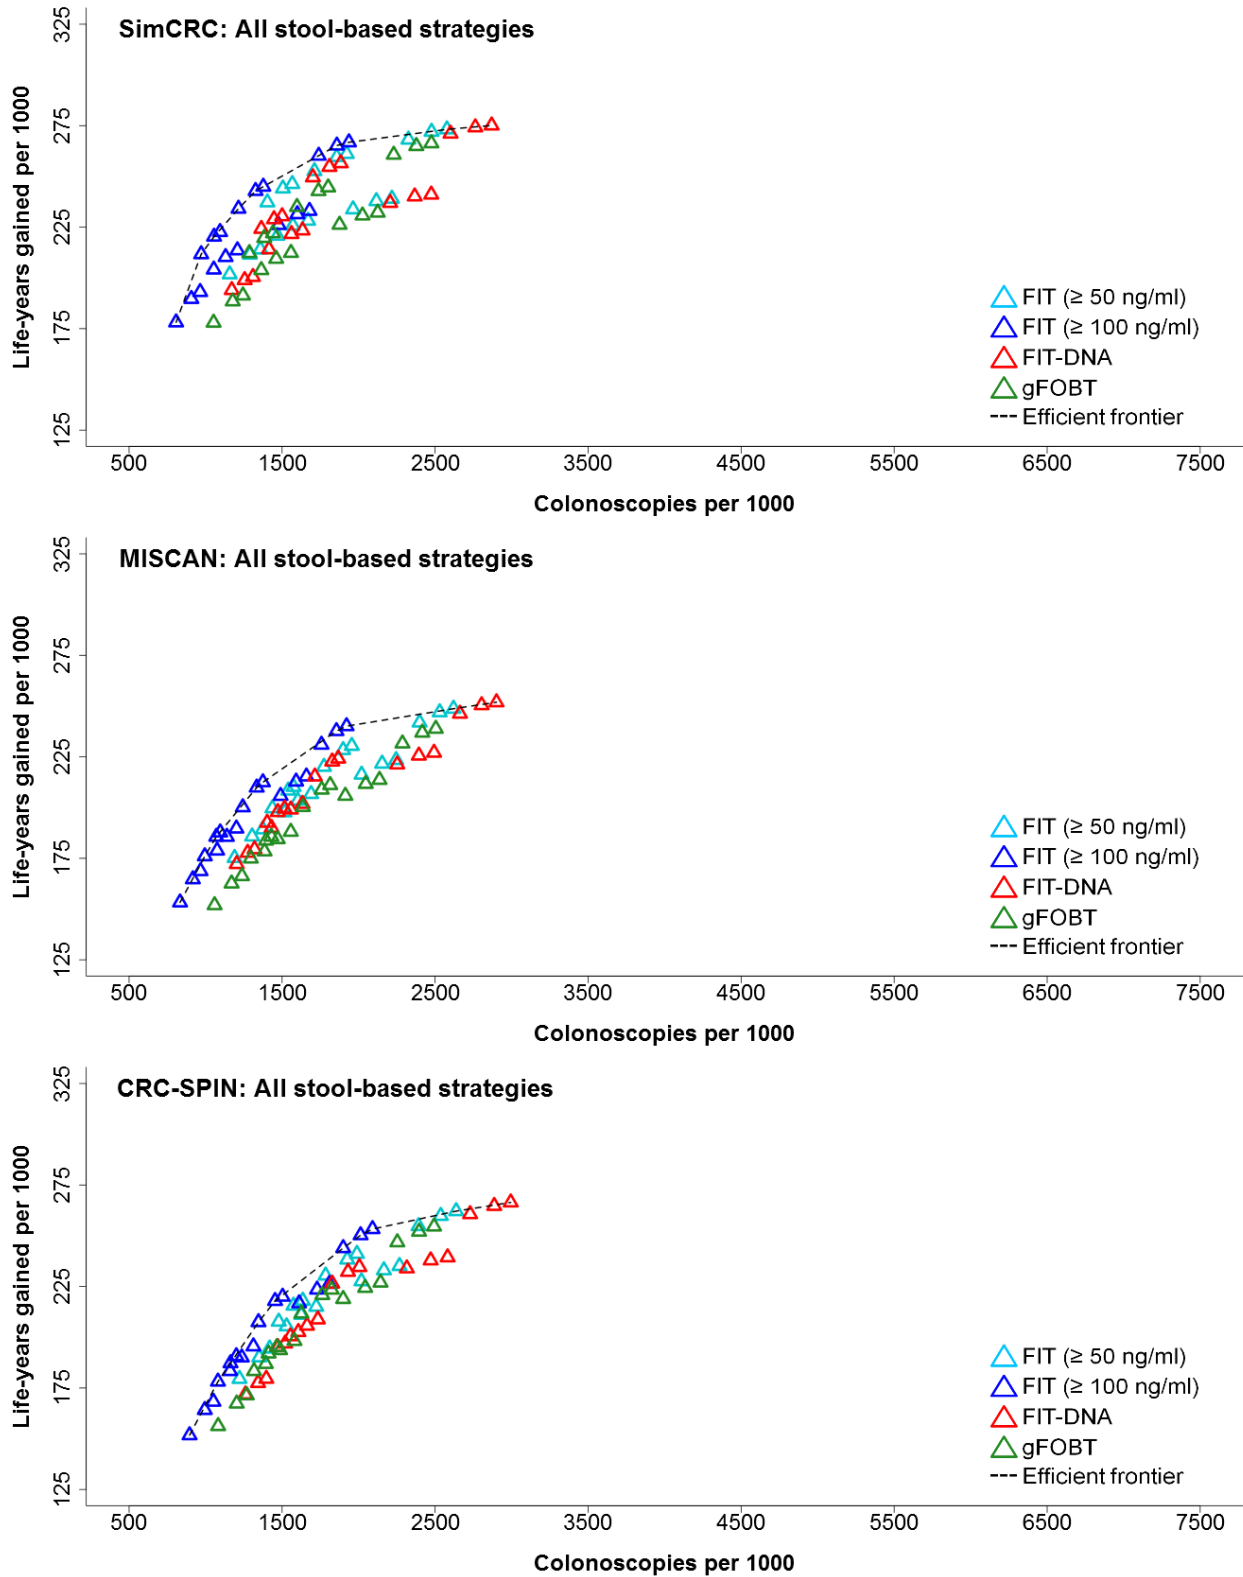 SimCRC: All stool-based strategies
Life-years gained per 1000
325
275
225
175
125
FIT (≥ 50 ng/ml)
FIT (≥ 100 ng/ml)
FIT-DNA
gFOBT
Efficient frontier
500 1500 2500 3500 4500 5500 6500 7500
Colonoscopies per 1000
MISCAN: All stool-based strategies
Life-years gained per 1000
325
275
225
175
125
FIT (≥ 50 ng/ml)
FIT (≥ 100 ng/ml)
FIT-DNA
gFOBT
Efficient frontier
500 1500 2500 3500 4500 5500 6500 7500
Colonoscopies per 1000
CRC-SPIN: All stool-based strategies
Life-years gained per 1000
325
275
225
175
125
FIT (≥ 50 ng/ml)
FIT (≥ 100 ng/ml)
FIT-DNA
gFOBT
Efficient frontier
500 1500 2500 3500 4500 5500 6500 7500
Colonoscopies per 1000